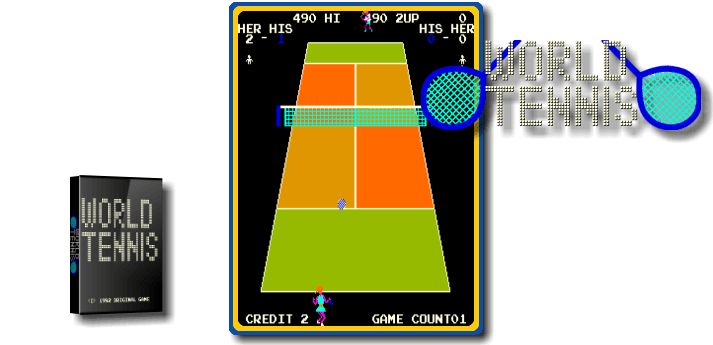 490 HI 490 2UP 0
HER HIS HIS HER
2 - 1 0 - 0
WORLD
TENNIS
WORLD
TENNIS
(C) 1982 ORIGINAL GAME
CREDIT 2 GAME COUNT01